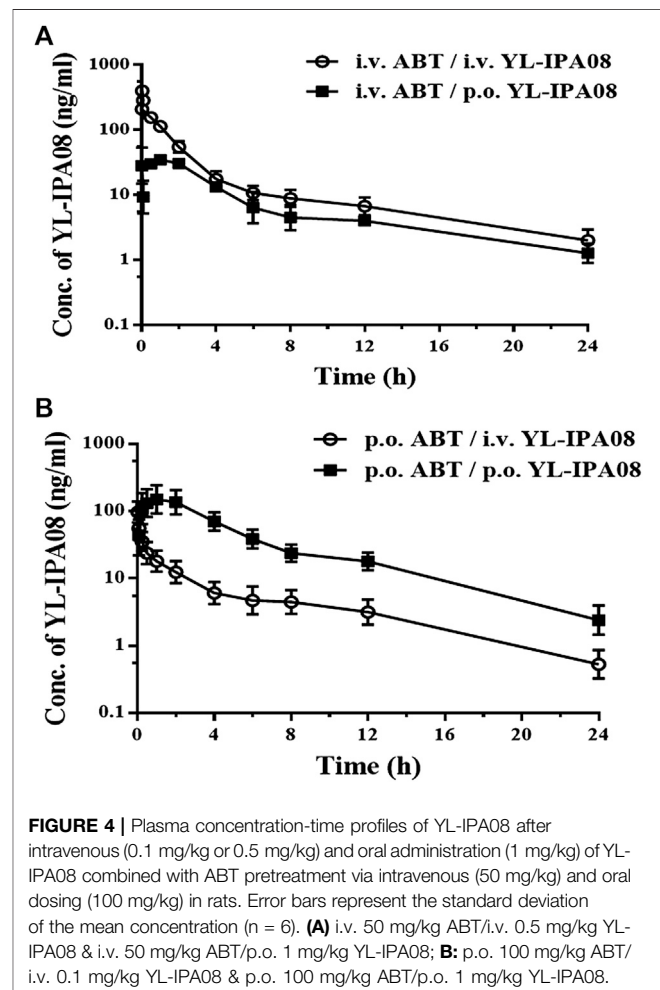 A
i.v. ABT / i.v. YL-IPA08
i.v. ABT / p.o. YL-IPA08
Conc. of YL-IPA08 (ng/ml)
1000
100
10
1
0.1
0 4 8 12 16 20 24
Time (h)
B
p.o. ABT / i.v. YL-IPA08
p.o. ABT / p.o. YL-IPA08
Conc. of YL-IPA08 (ng/ml)
1000
100
10
1
0.1
0 4 8 12 16 20 24
Time (h)
FIGURE 4 | Plasma concentration-time profiles of YL-IPA08 after
intravenous (0.1 mg/kg or 0.5 mg/kg) and oral administration (1 mg/kg) of YL-
IPA08 combined with ABT pretreatment via intravenous (50 mg/kg) and oral
dosing (100 mg/kg) in rats. Error bars represent the standard deviation
of the mean concentration (n = 6). (A) i.v. 50 mg/kg ABT/i.v. 0.5 mg/kg YL-
IPA08 & i.v. 50 mg/kg ABT/p.o. 1 mg/kg YL-IPA08; B: p.o. 100 mg/kg ABT/
i.v. 0.1 mg/kg YL-IPA08 & p.o. 100 mg/kg ABT/p.o. 1 mg/kg YL-IPA08.